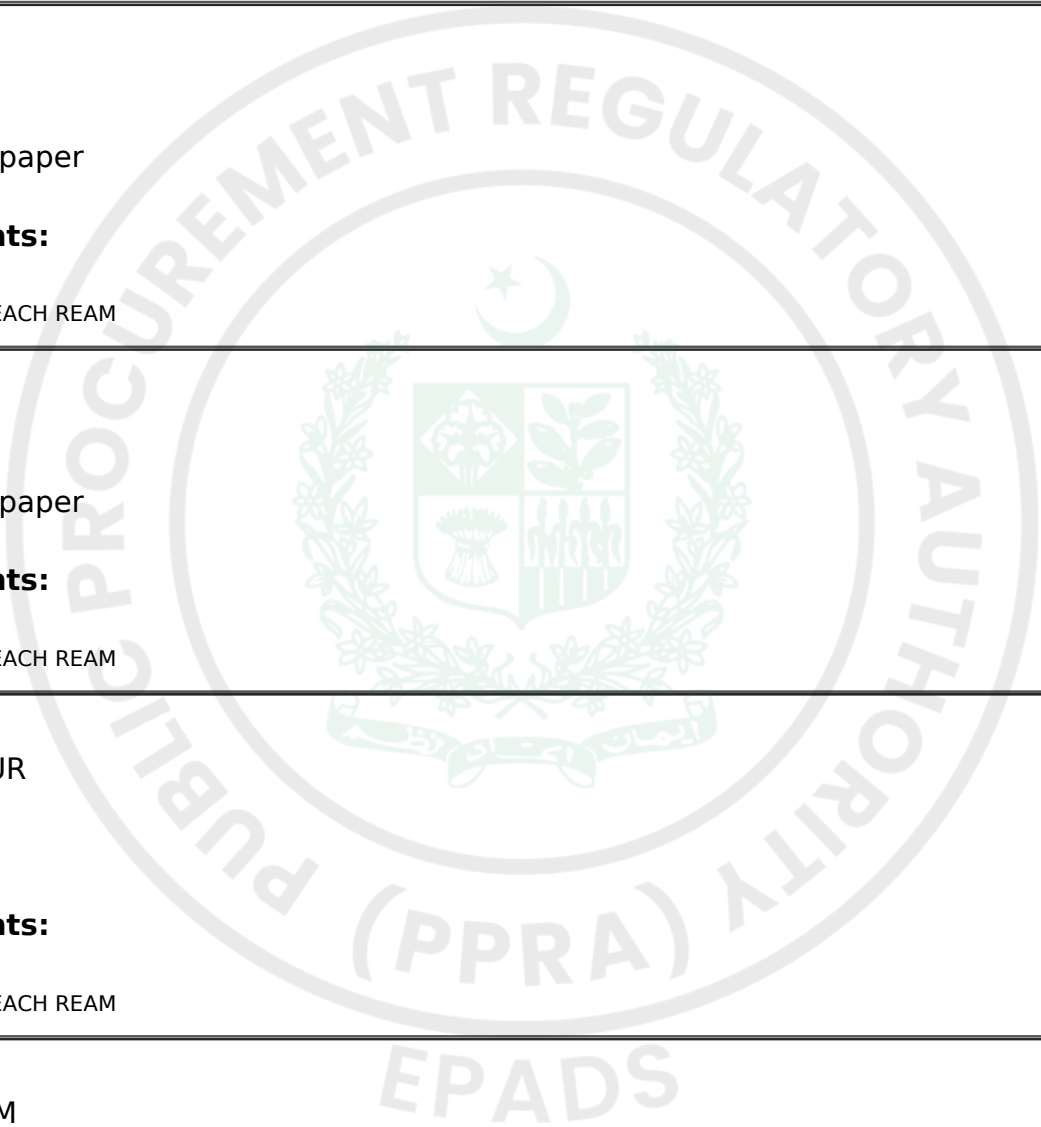 paper
nts:
EACH REAM
paper
nts:
EACH REAM
UR
nts:
EACH REAM
M
PUBLIC PROCUREMENT REGULATORY AUTHORITY
(PPRA)
EPADS